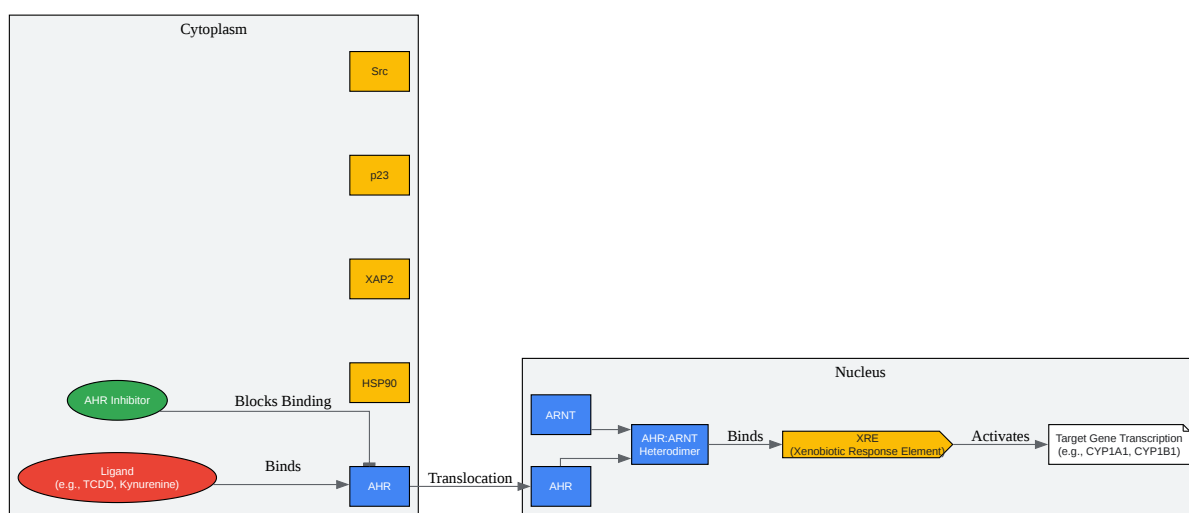 Cytoplasm
Src
p23
XAP2
HSP90
AHR Inhibitor
Blocks Binding
Ligand
(e.g., TCDD, Kynurenine)
Binds
AHR
Translocation
Nucleus
ARNT
AHR
AHR:ARNT
Heterodimer
Binds
XRE
(Xenobiotic Response Element)
Activates
Target Gene Transcription
(e.g., CYP1A1, CYP1B1)